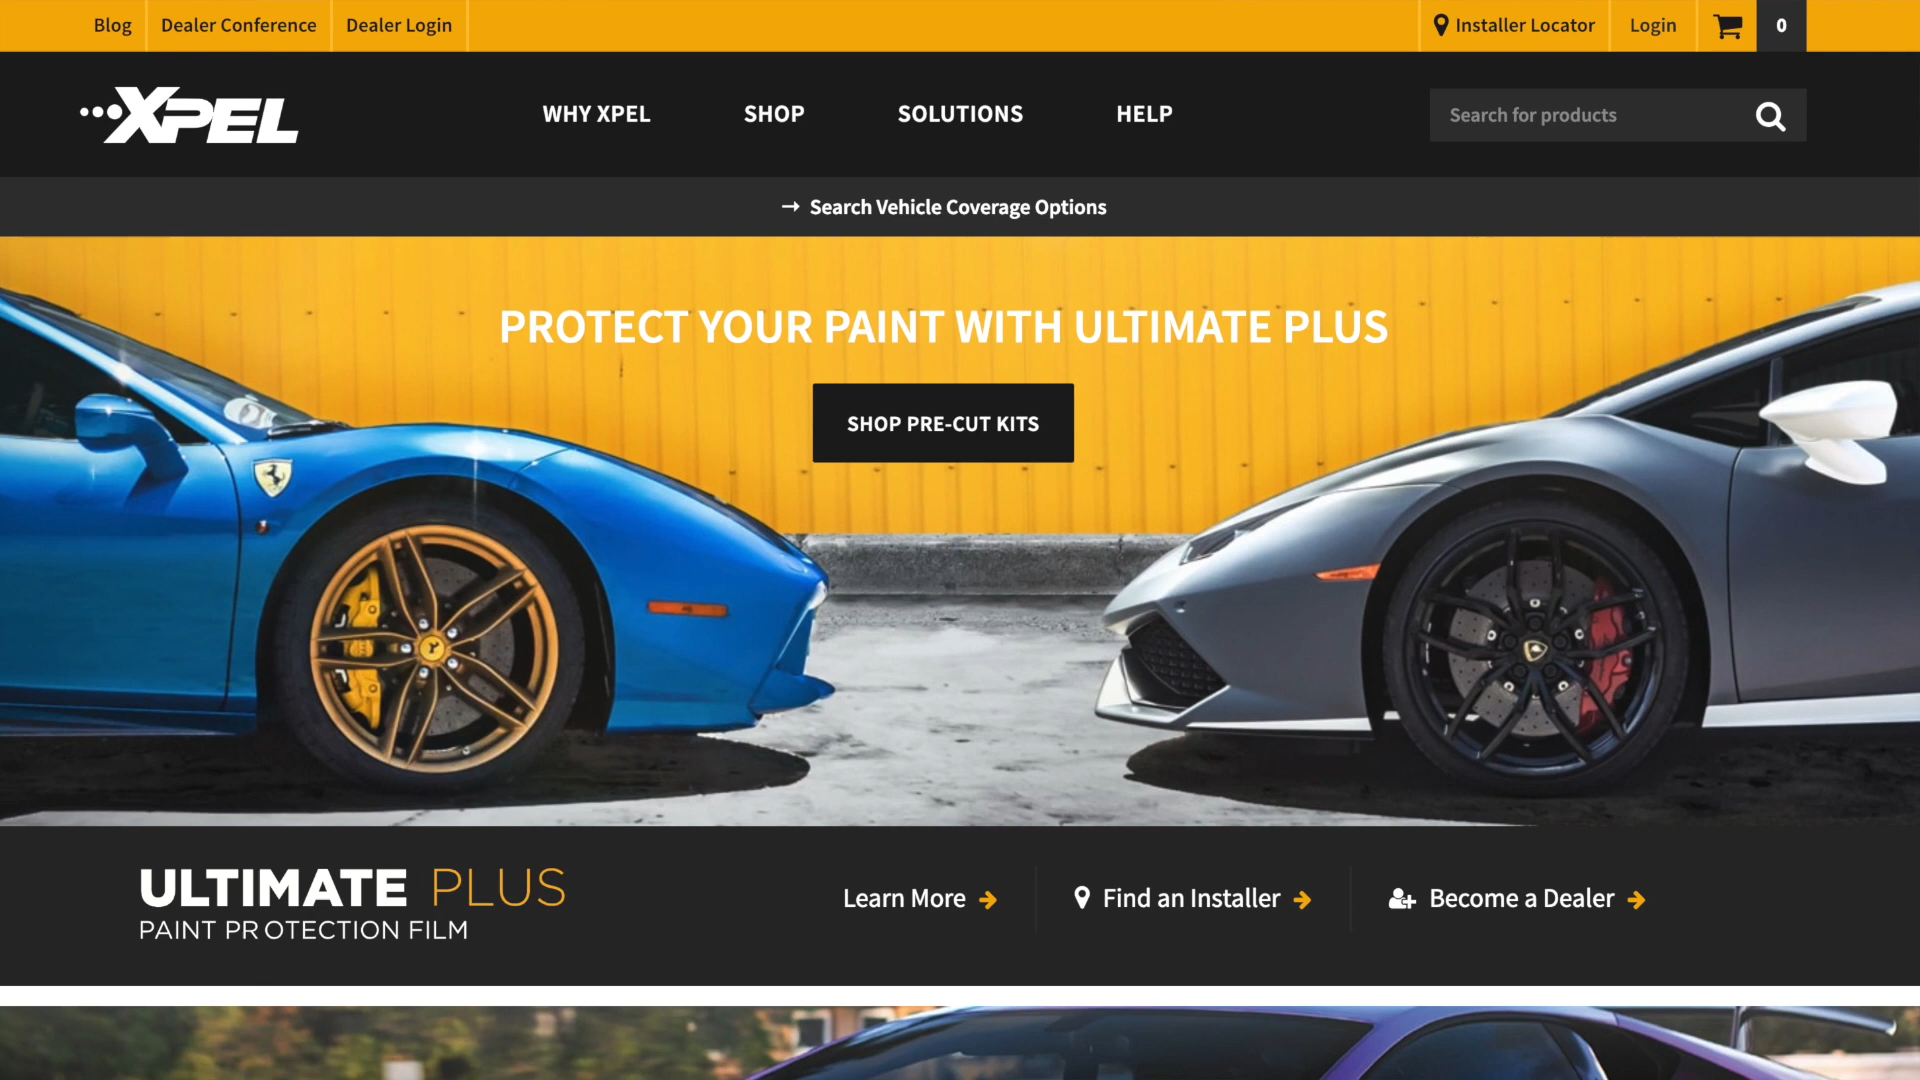 Blog Dealer Conference Dealer Login Installer Locator Login 0
XPEL WHY XPEL SHOP SOLUTIONS HELP Search for products
→ Search Vehicle Coverage Options
PROTECT YOUR PAINT WITH ULTIMATE PLUS
SHOP PRE-CUT KITS
ULTIMATE PLUS
PAINT PROTECTION FILM
Learn More Find an Installer Become a Dealer